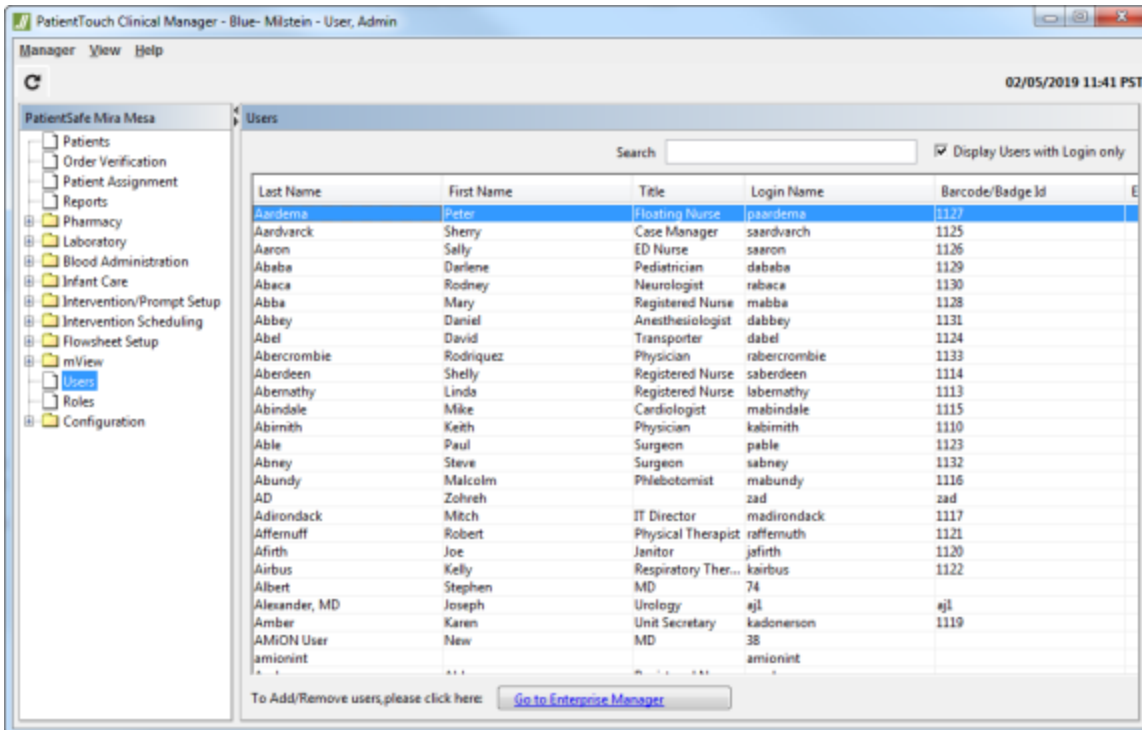 PatientTouch Clinical Manager - Blue- Milstein - User, Admin
Manager View Help
02/05/2019 11:41 PST
PatientSafe Mira Mesa
Patients
Order Verification
Patient Assignment
Reports
Pharmacy
Laboratory
Blood Administration
Infant Care
Intervention/Prompt Setup
Intervention Scheduling
Flowsheet Setup
mView
Users
Roles
Configuration
Users
Search Display Users with Login only
Last Name First Name Title Login Name Barcode/Badge Id E
Aardema Peter Floating Nurse paardema 1127
Aardvarck Sherry Case Manager saardvarch 1125
Aaron Sally ED Nurse saaron 1126
Ababa Darlene Pediatrician dababa 1129
Abaca Rodney Neurologist rabaca 1130
Abba Mary Registered Nurse mabba 1128
Abbey Daniel Anesthesiologist dabbey 1131
Abel David Transporter dabel 1124
Abercrombie Rodriquez Physician rabercrombie 1133
Aberdeen Shelly Registered Nurse saberdeen 1114
Abernathy Linda Registered Nurse labernathy 1113
Abindale Mike Cardiologist mabindale 1115
Abirnith Keith Physician kabirnith 1110
Able Paul Surgeon pable 1123
Abney Steve Surgeon sabney 1132
Abundy Malcolm Phlebotomist mabundy 1116
AD Zohreh zad zad
Adirondack Mitch IT Director madirondack 1117
Affernuff Robert Physical Therapist raffernuth 1121
Afirth Joe Janitor jafirth 1120
Airbus Kelly Respiratory Ther... kairbus 1122
Albert Stephen MD 74
Alexander, MD Joseph Urology aj1 aj1
Amber Karen Unit Secretary kadonerson 1119
AMiON User New MD 38
amionint amionint
To Add/Remove users,please click here: Go to Enterprise Manager